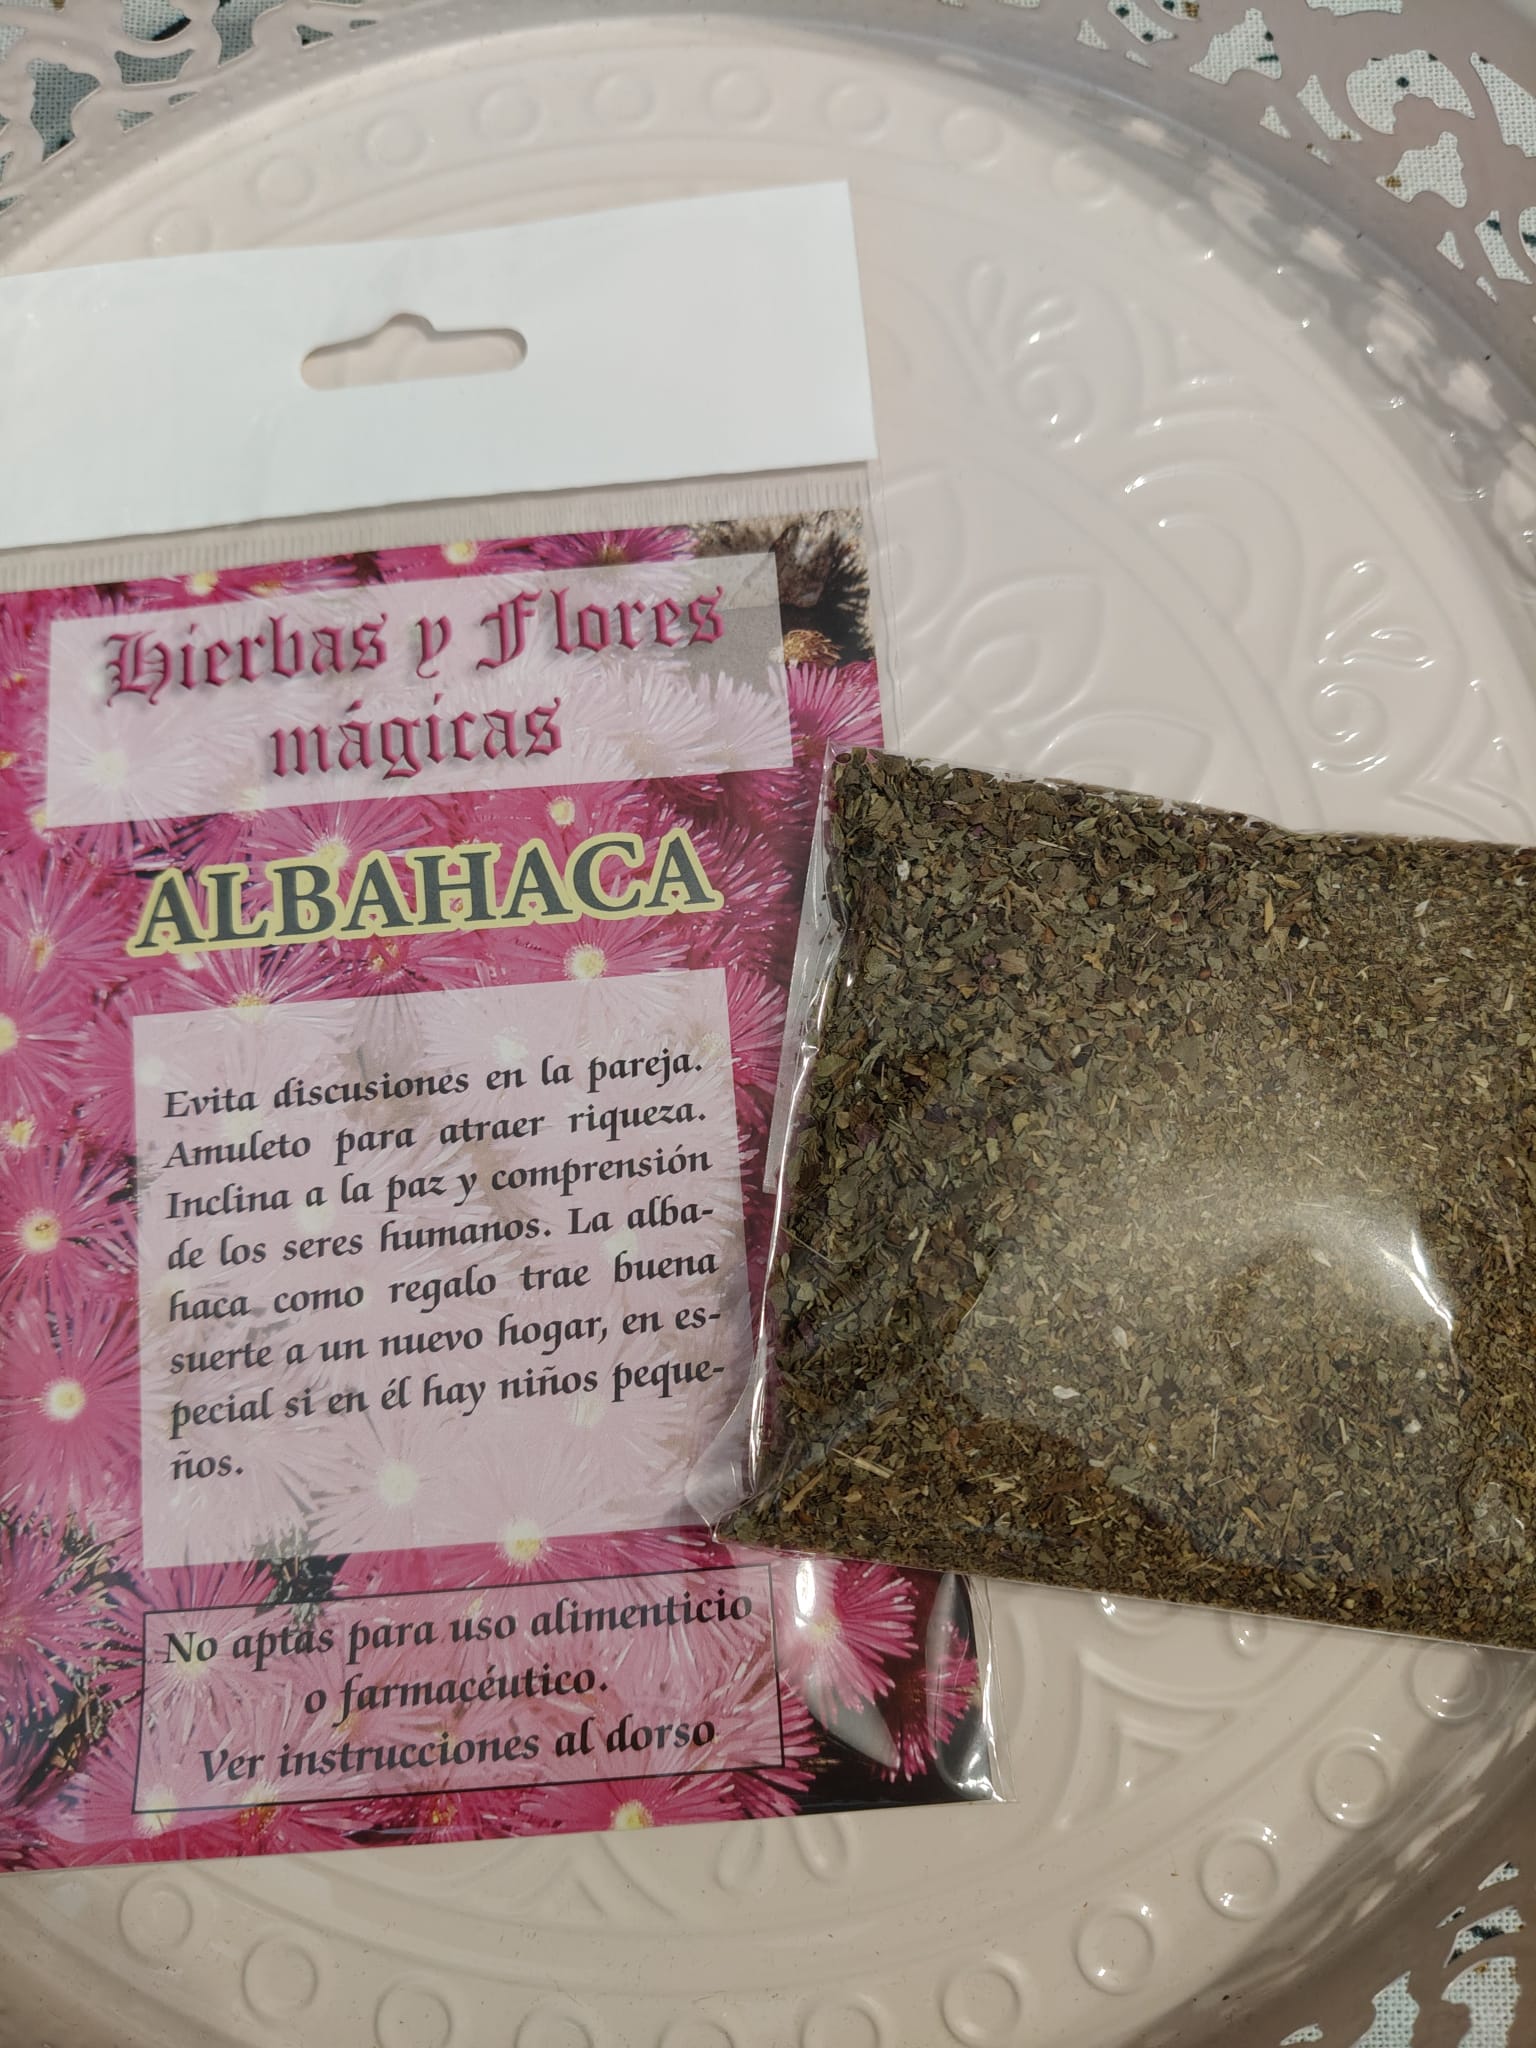 Hierbas y Flores
mágicas
ALBAHACA
Evita discusiones en la pareja.
Amuleto para atraer riqueza.
Inclina a la paz y comprensión
de los seres humanos. La alba-
haca como regalo trae buena
suerte a un nuevo hogar, en es-
pecial si en él hay niños peque-
ños.
No aptas para uso alimenticio
o farmacéutico.
Ver instrucciones al dorso